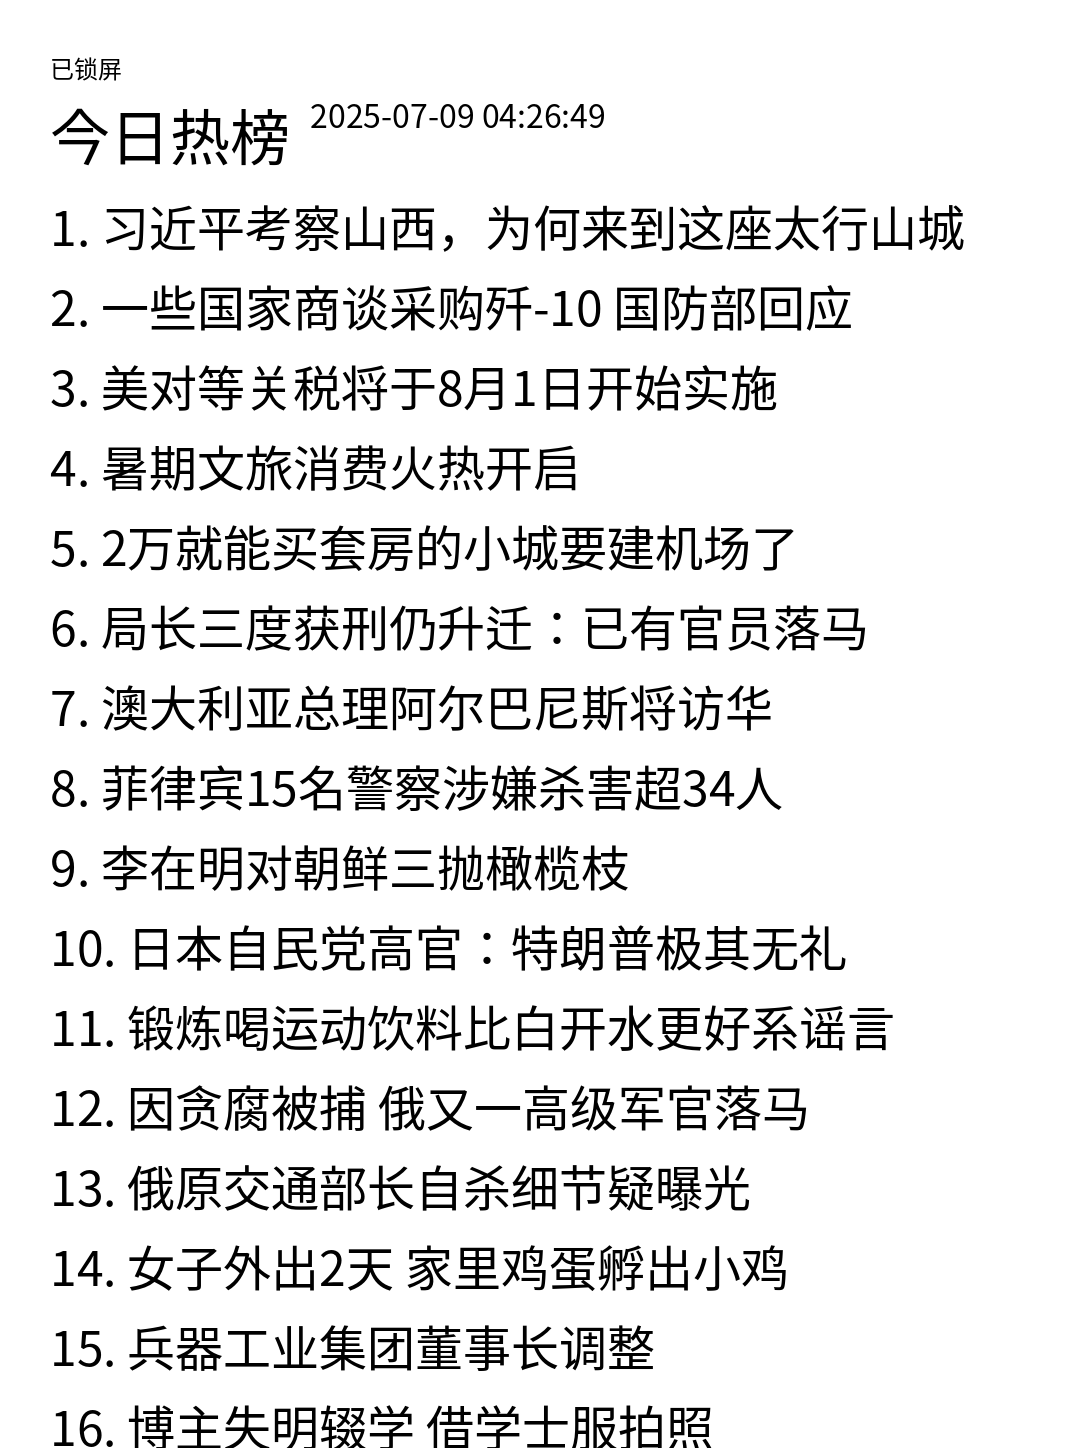 已锁屏
今日热榜 2025-07-09 04:26:49
1. 习近平考察山西，为何来到这座太行山城
2. 一些国家商谈采购歼-10 国防部回应
3. 美对等关税将于8月1日开始实施
4. 暑期文旅消费火热开启
5. 2万就能买套房的小城要建机场了
6. 局长三度获刑仍升迁：已有官员落马
7. 澳大利亚总理阿尔巴尼斯将访华
8. 菲律宾15名警察涉嫌杀害超34人
9. 李在明对朝鲜三抛橄榄枝
10. 日本自民党高官：特朗普极其无礼
11. 锻炼喝运动饮料比白开水更好系谣言
12. 因贪腐被捕 俄又一高级军官落马
13. 俄原交通部长自杀细节疑曝光
14. 女子外出2天 家里鸡蛋孵出小鸡
15. 兵器工业集团董事长调整
16. 博主失明辍学 借学士服拍照